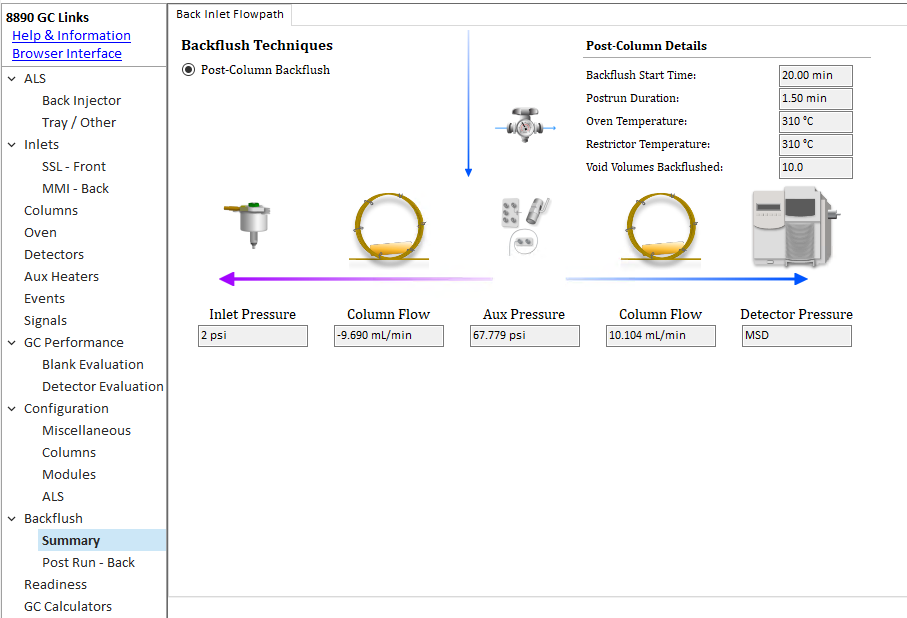 8890 GC Links
Help & Information
Browser Interface
ALS
Back Injector
Tray / Other
Inlets
SSL - Front
MMI - Back
Columns
Oven
Detectors
Aux Heaters
Events
Signals
GC Performance
Blank Evaluation
Detector Evaluation
Configuration
Miscellaneous
Columns
Modules
ALS
Backflush
Summary
Post Run - Back
Readiness
GC Calculators
Back Inlet Flowpath
Backflush Techniques
Post-Column Backflush
Post-Column Details
Backflush Start Time: 20.00 min
Postrun Duration: 1.50 min
Oven Temperature: 310 °C
Restrictor Temperature: 310 °C
Void Volumes Backflushed: 10.0
Inlet Pressure Column Flow Aux Pressure Column Flow Detector Pressure
2 psi -9.690 mL/min 67.779 psi 10.104 mL/min MSD